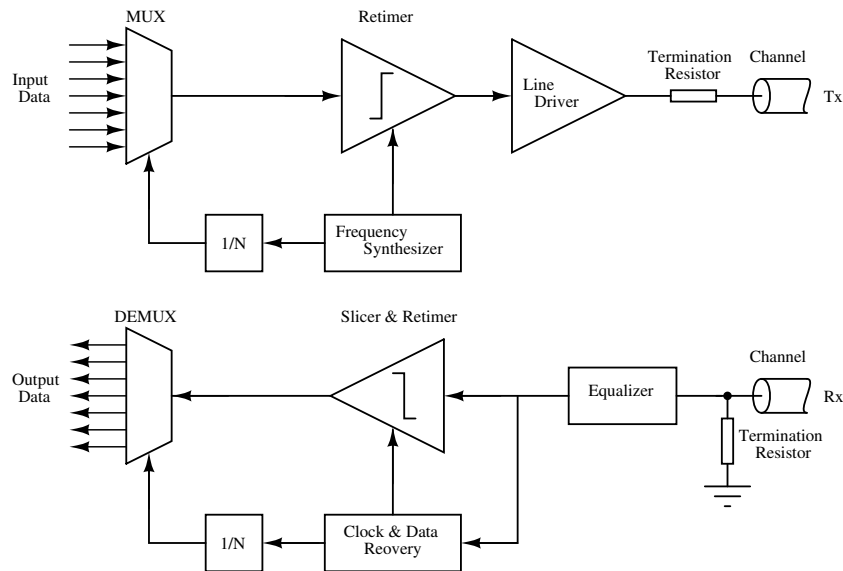 MUX
Retimer
Input
Data
Line
Driver
Termination
Resistor
Channel
Tx
1/N
Frequency
Synthesizer
DEMUX
Slicer & Retimer
Output
Data
Equalizer
Channel
Rx
Termination
Resistor
1/N
Clock & Data
Reovery